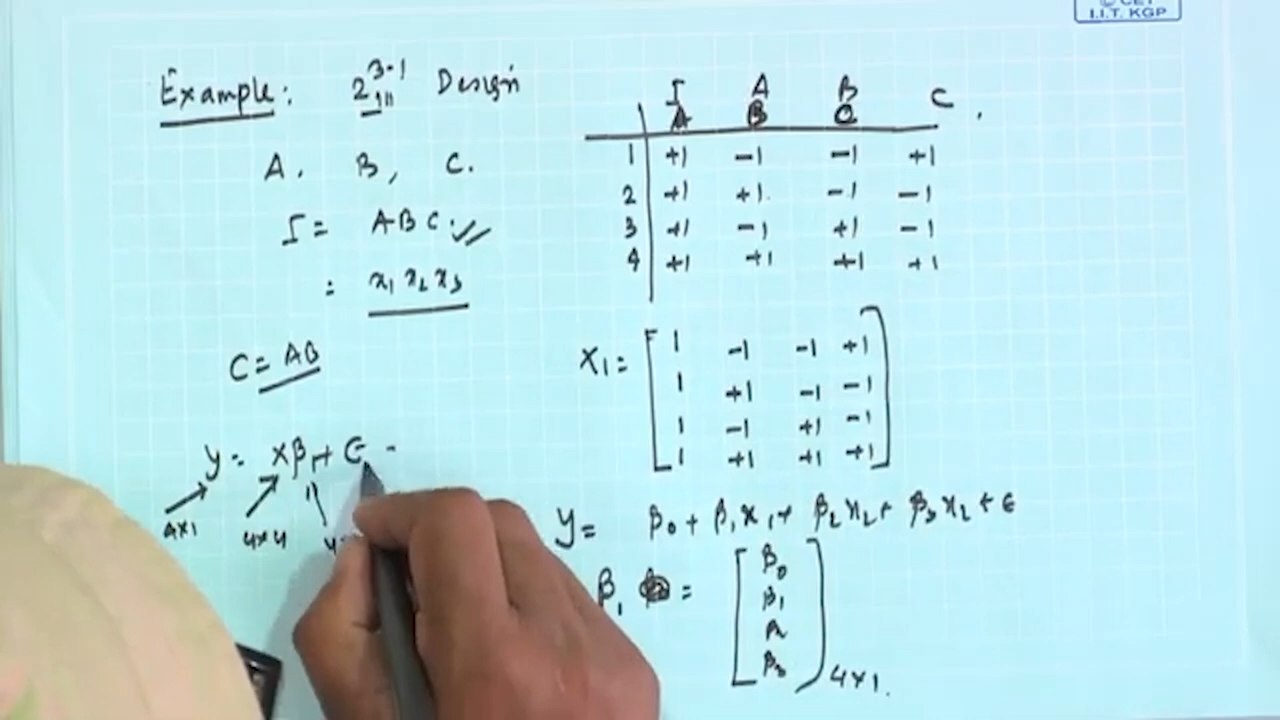 © CET
I.I.T. KGP
Example: 2_{III}^{3-1} Design
A, B, C.
I = ABC.
= x₁ x₂ x₃
C = AB
y = Xβ₁ + ϵ
4×1 4×4
I A B C
A B C
1 +1 -1 -1 +1
2 +1 +1 -1 -1
3 +1 -1 +1 -1
4 +1 +1 +1 +1
X₁ = [ 1 -1 -1 +1
1 +1 -1 -1
1 -1 +1 -1
1 +1 +1 +1 ]
y = β₀ + β₁x₁ + β₂x₂ + β₃x₂ + ϵ
β₁ = [ β₀
β₁
β₂
β₃ ] 4×1.